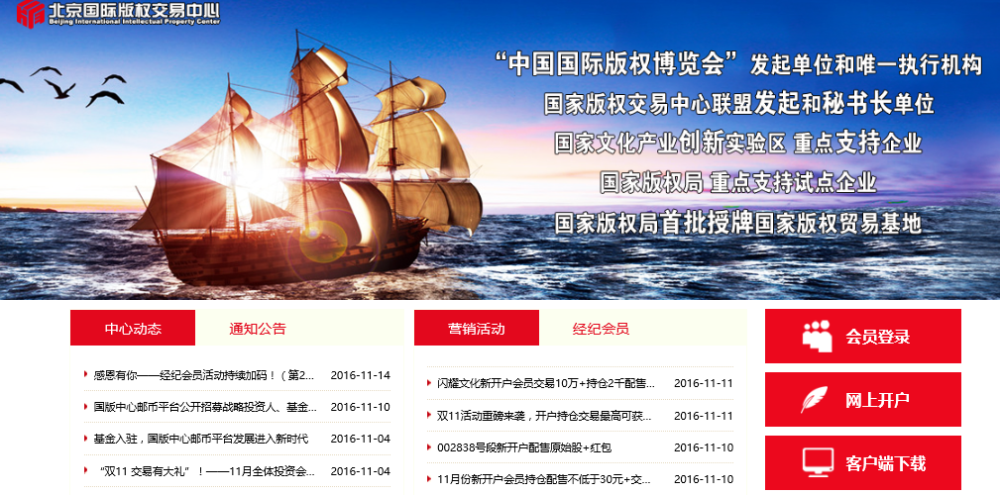 北京国际版权交易中心
Beijing International Intellectual Property Center
“中国国际版权博览会”发起单位和唯一执行机构
国家版权交易中心联盟发起和秘书长单位
国家文化产业创新实验区 重点支持企业
国家版权局 重点支持试点企业
国家版权局首批授牌国家版权贸易基地
中心动态 通知公告
感恩有你——经纪会员活动持续加码！（第2... 2016-11-14
国版中心邮币平台公开招募战略投资人、基金... 2016-11-10
基金入驻，国版中心邮币平台发展进入新时代 2016-11-04
“双11 交易有大礼”！——11月全体投资会... 2016-11-04
营销活动 经纪会员
闪耀文化新开户会员交易10万+持仓2千配售... 2016-11-11
双11活动重磅来袭，开户持仓交易最高可获... 2016-11-11
002838号段新开户配售原始股+红包 2016-11-10
11月份新开户会员持仓配售不低于30元+交... 2016-11-10
会员登录
网上开户
客户端下载